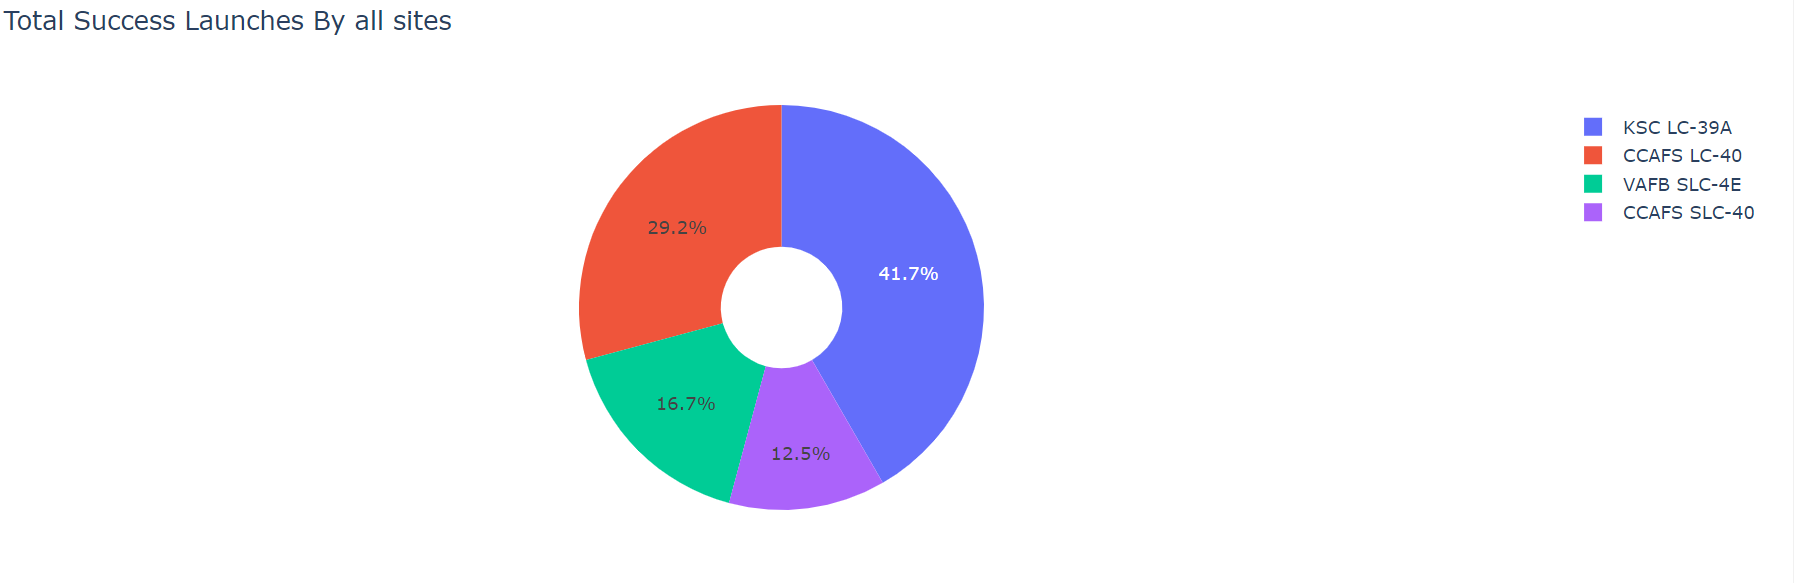 Total Success Launches By all sites
KSC LC-39A
CCAFS LC-40
VAFB SLC-4E
CCAFS SLC-40
29.2%
41.7%
16.7%
12.5%